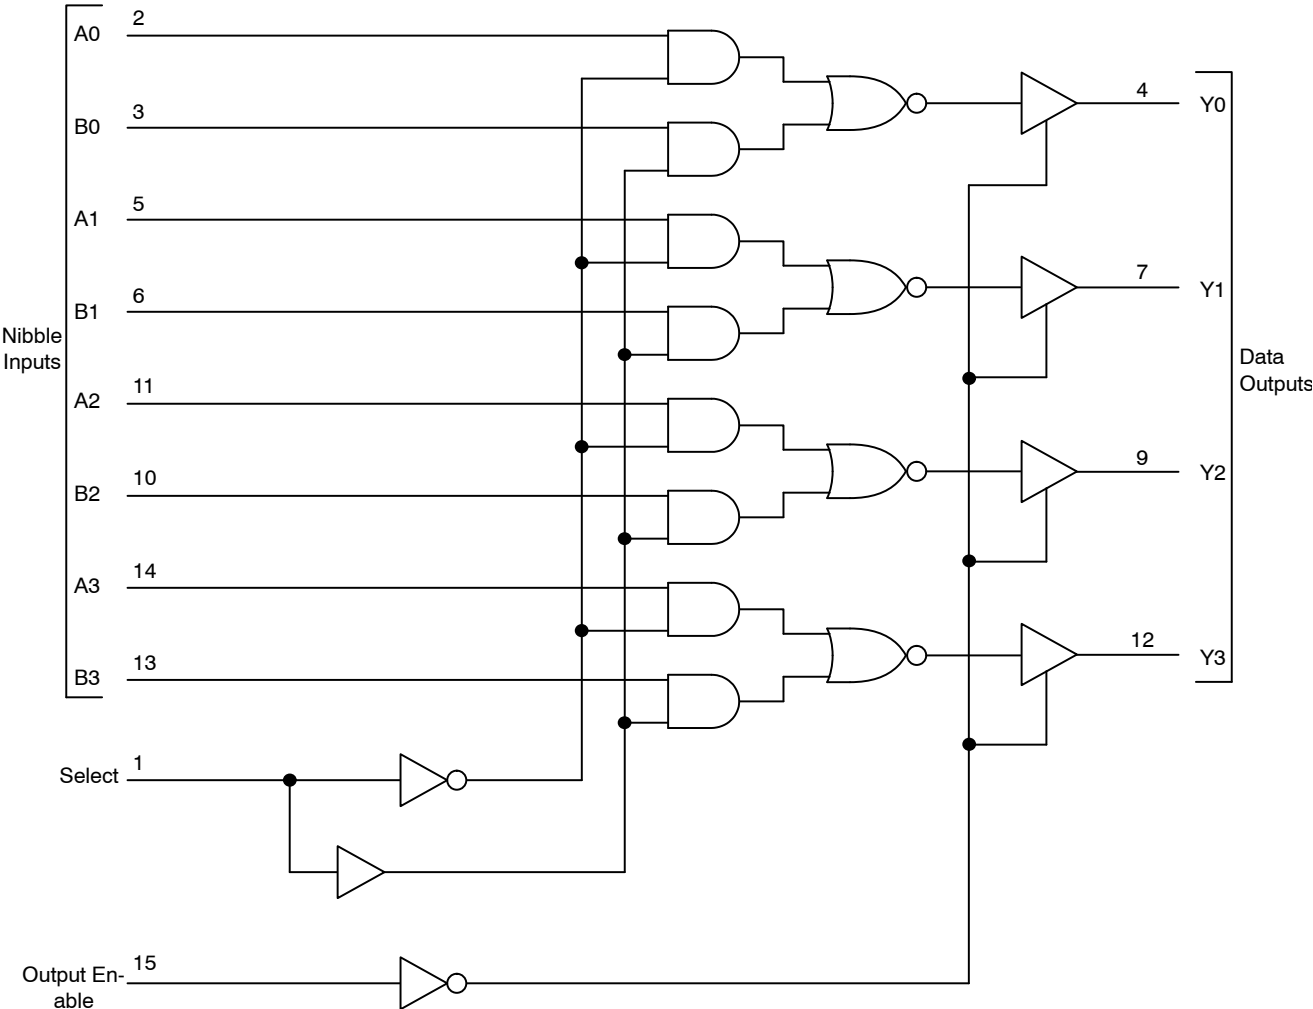 A0 2
B0 3
A1 5
B1 6
A2 11
B2 10
A3 14
B3 13
Nibble
Inputs
Select 1
Output En-
able
15
4 Y0
7 Y1
9 Y2
12 Y3
Data
Outputs